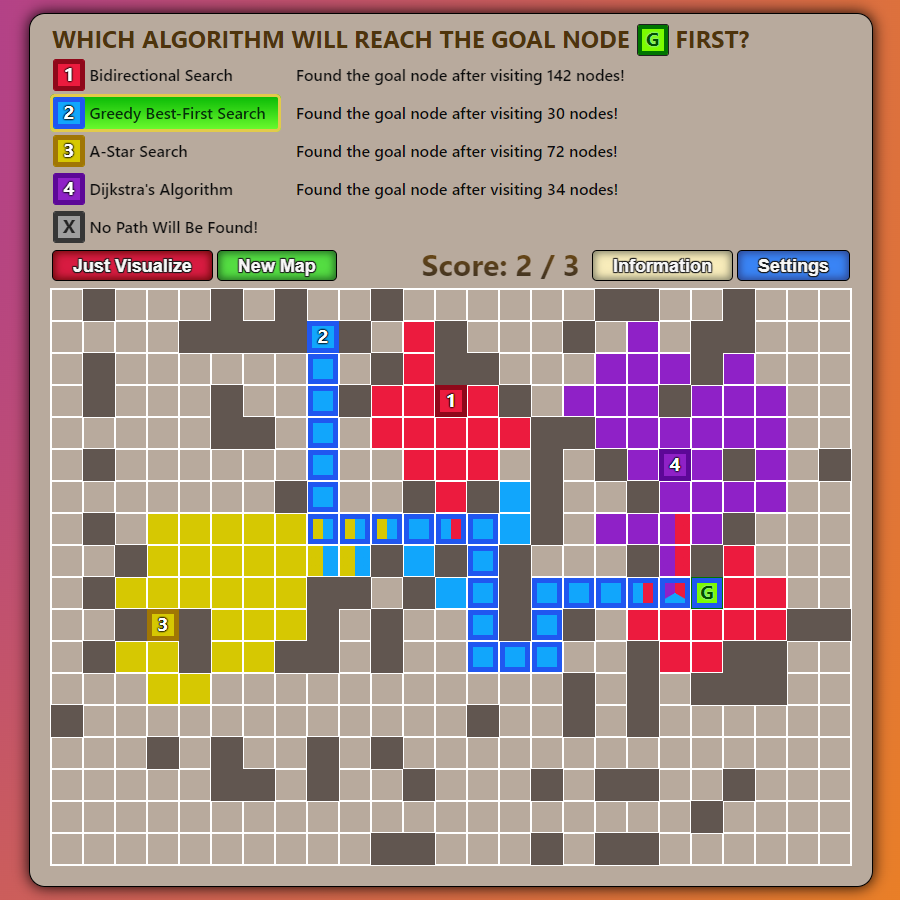 WHICH ALGORITHM WILL REACH THE GOAL NODE G FIRST?
1 Bidirectional Search Found the goal node after visiting 142 nodes!
2 Greedy Best-First Search Found the goal node after visiting 30 nodes!
3 A-Star Search Found the goal node after visiting 72 nodes!
4 Dijkstra's Algorithm Found the goal node after visiting 34 nodes!
X No Path Will Be Found!
Just Visualize New Map Score: 2 / 3 Information Settings
2
1
4
G
3